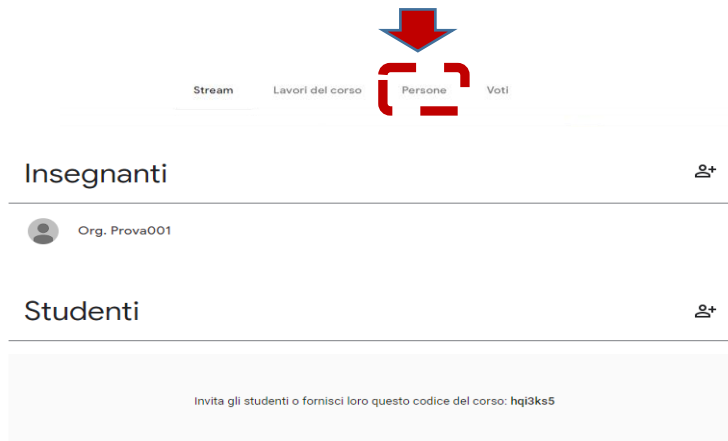 Stream Lavori del corso Persone Voti
Insegnanti
Org. Prova001
Studenti
Invita gli studenti o fornisci loro questo codice del corso: hqi3ks5